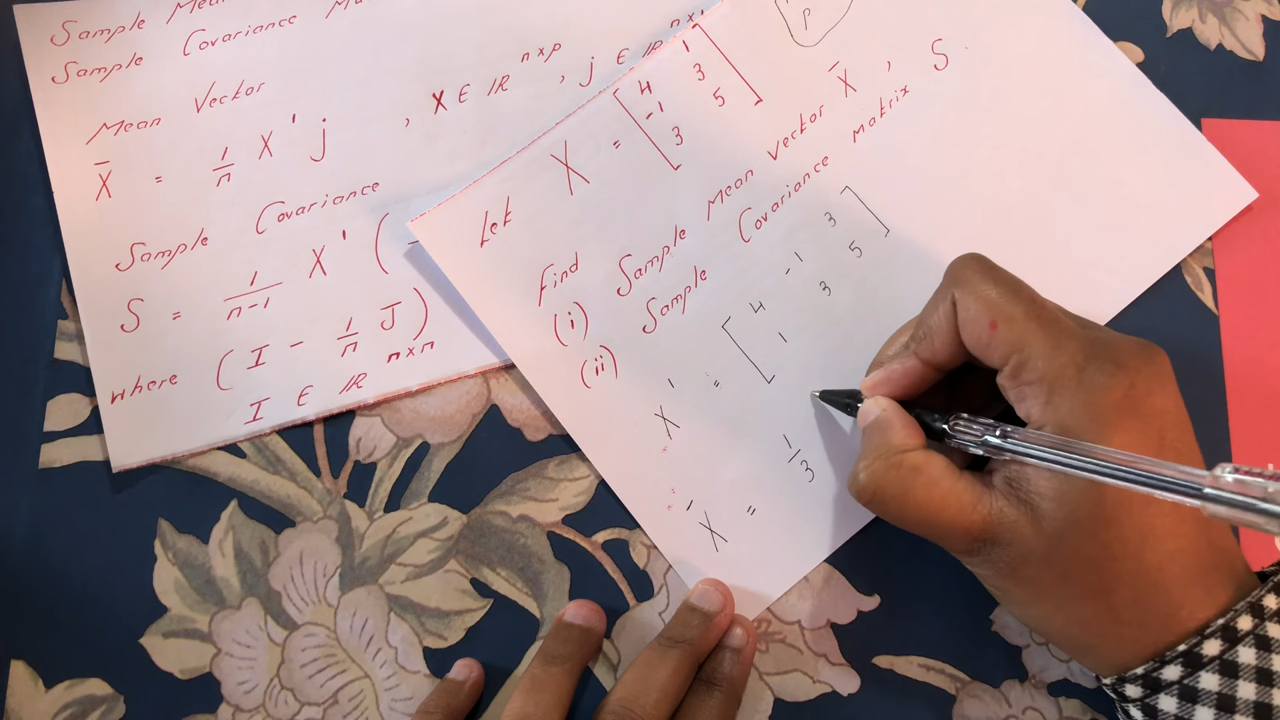 Sample Mean
Sample Covariance
Mean Vector
X̄ = 1/n X' j , X ∈ ℝ n×p , j ∈ ℝ n×1
Sample Covariance
S = 1/(n-1) X' (
where ( I - 1/n J )
I ∈ ℝ n×n
p
Let X = [ 4 1
-1 3
3 5 ]
Find
(i) Sample Mean Vector X̄ , S.
(ii) Sample Covariance matrix
X' = [ 4 -1 3
1 3 5 ]
X̄ = 1/3